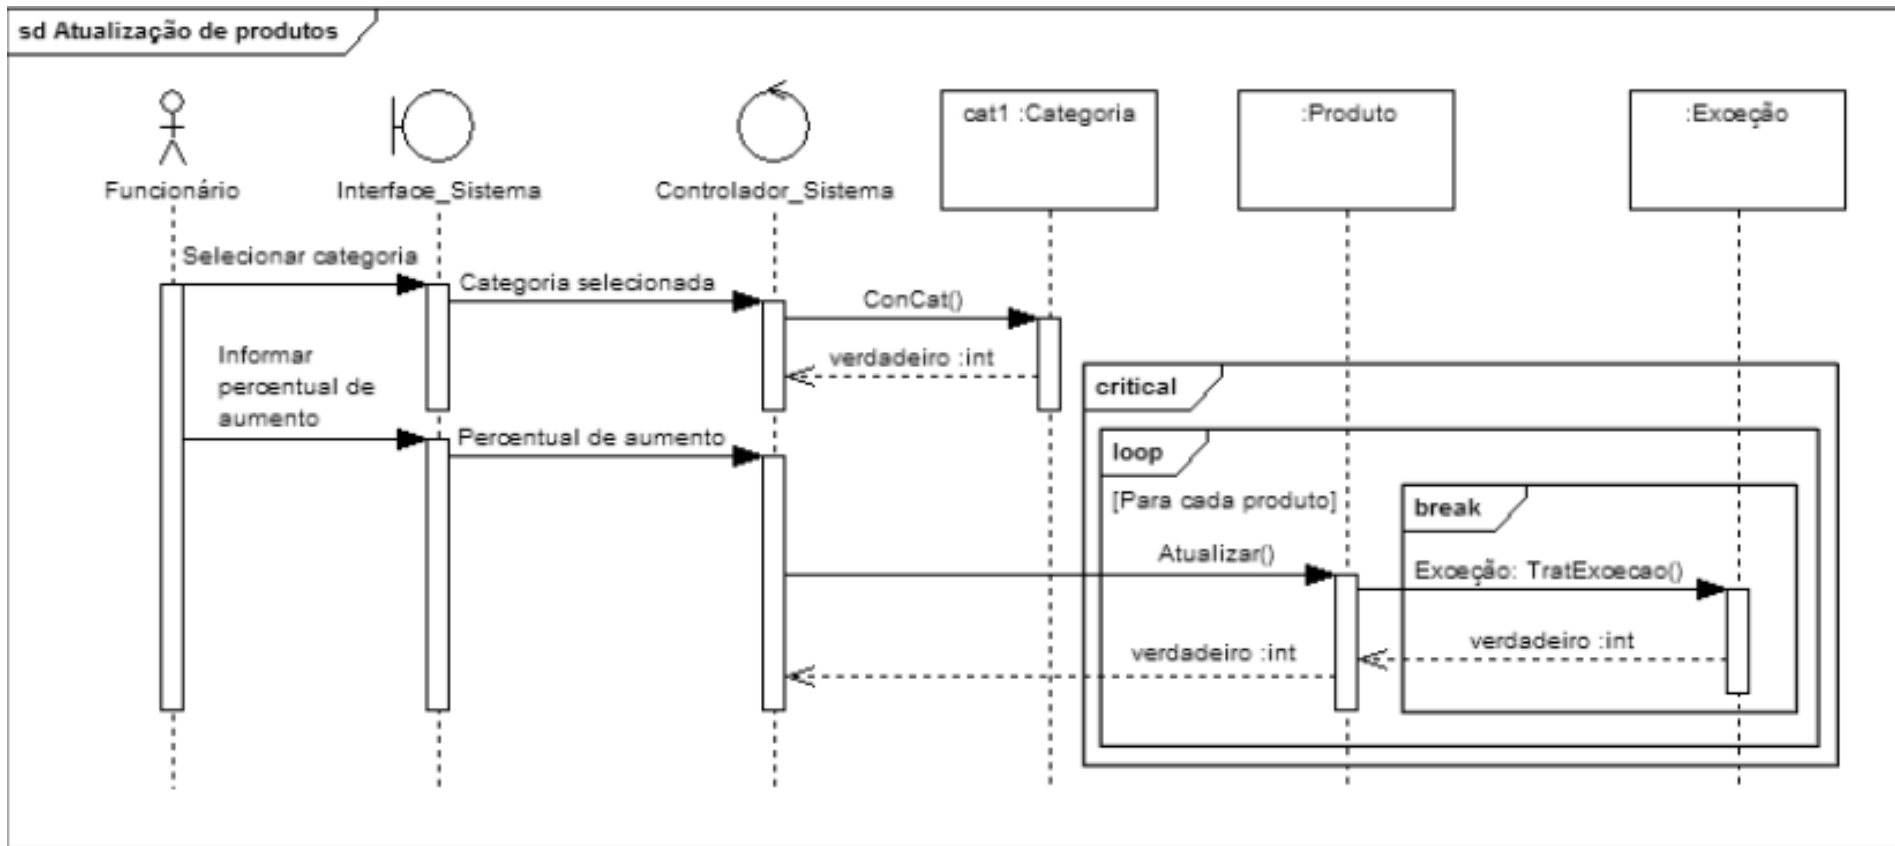 sd Atualização de produtos
cat1 :Categoria
:Produto
:Exceção
Funcionário
Interface_Sistema
Controlador_Sistema
Selecionar categoria
Categoria selecionada
ConCat()
verdadeiro :int
Informar
percentual de
aumento
critical
Percentual de aumento
loop
[Para cada produto]
break
Atualizar()
Exceção: TratExcecao()
verdadeiro :int
verdadeiro :int